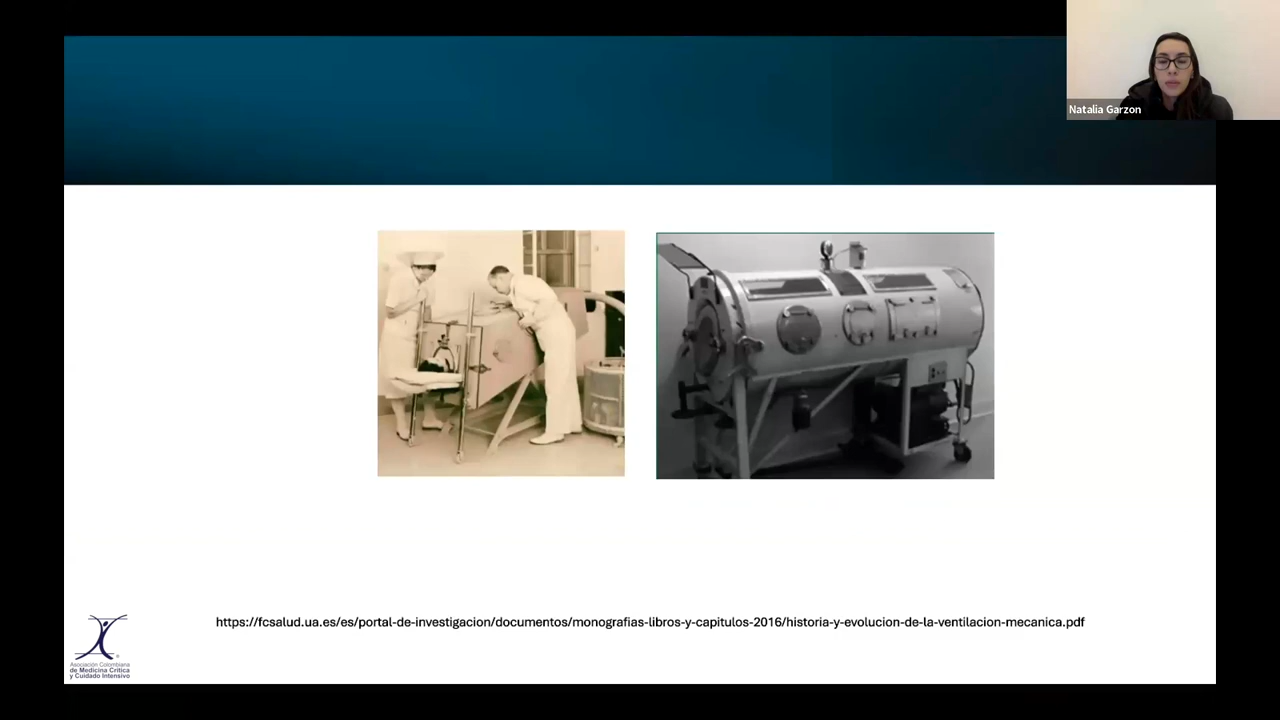 Natalia Garzon
https://fcsalud.ua.es/es/portal-de-investigacion/documentos/monografias-libros-y-capitulos-2016/historia-y-evolucion-de-la-ventilacion-mecanica.pdf
Asociación Colombiana
de Medicina Crítica
y Cuidado Intensivo